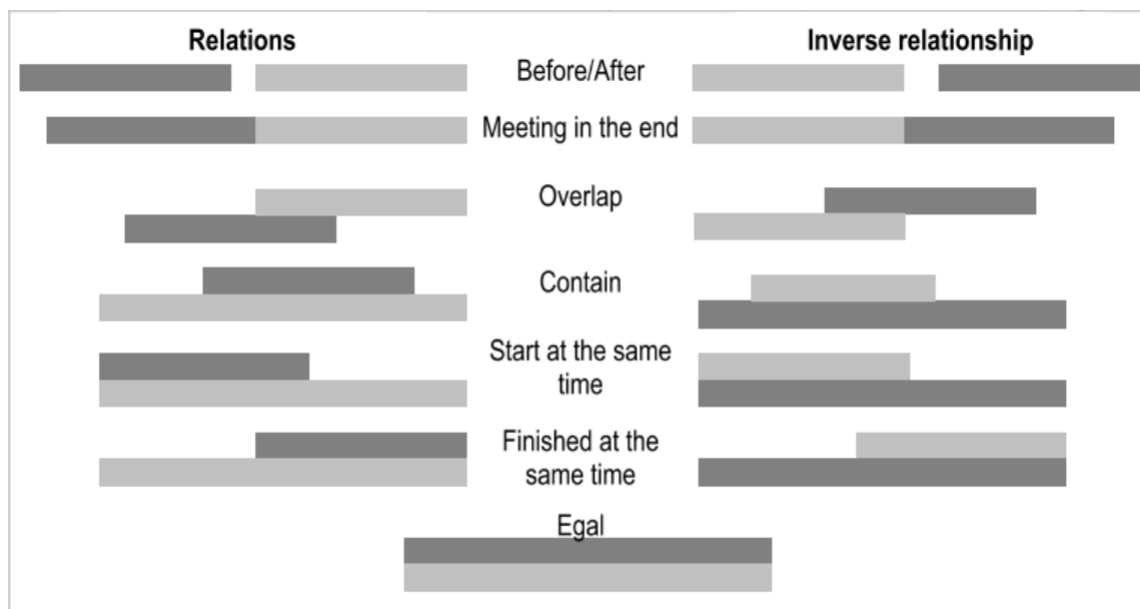 Relations
Inverse relationship
Before/After
Meeting in the end
Overlap
Contain
Start at the same
time
Finished at the
same time
Egal